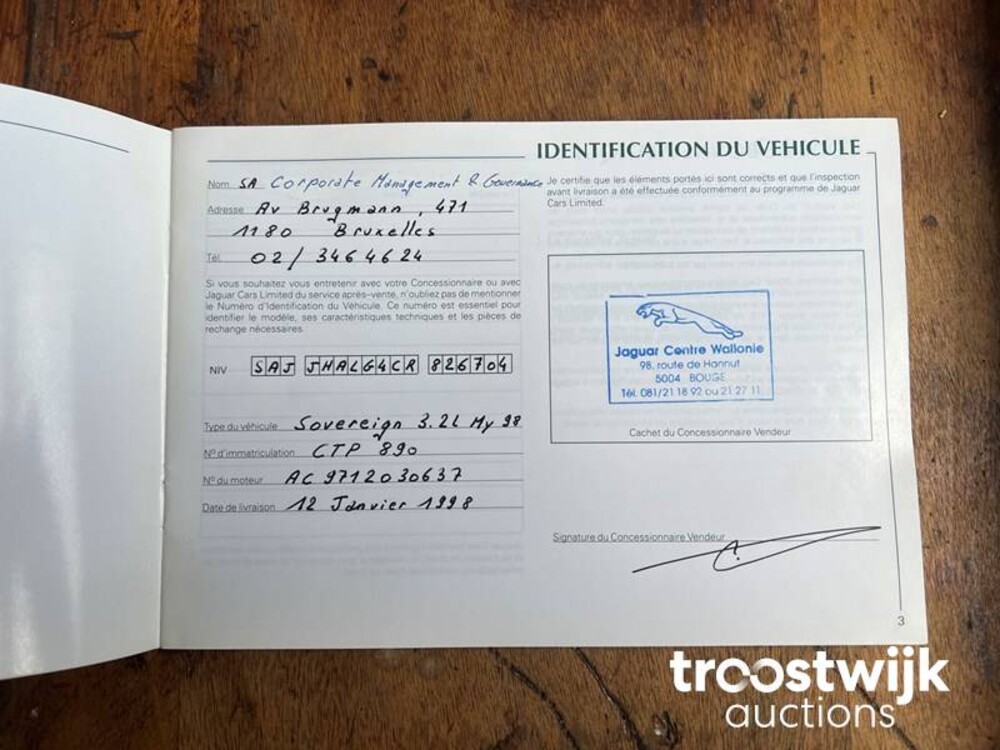 IDENTIFICATION DU VEHICULE
Nom SA Corporate Management & Governance
Adresse Av Brugmann, 471
1180 Bruxelles
Tél. 02/ 3464624
Si vous souhaitez vous entretenir avec votre Concessionnaire ou avec
Jaguar Cars Limited du service après-vente, n'oubliez pas de mentionner
le Numéro d'Identification du Véhicule. Ce numéro est essentiel pour
identifier le modèle, ses caractéristiques techniques et les pièces de
rechange nécessaires.
NIV SAJ JHALG4CR 826704
Type du véhicule Sovereign 3.2L My 98
N° d'immatriculation CTP 890
N° du moteur AC 9712030637
Date de livraison 12 Janvier 1998
Je certifie que les éléments portés ici sont corrects et que l'inspection
avant livraison a été effectuée conformément au programme de Jaguar
Cars Limited.
Jaguar Centre Wallonie
98, route de Hannut
5004 BOUGE
Tél. 081/21 18 92 ou 21 27 11
Cachet du Concessionnaire Vendeur
Signature du Concessionnaire Vendeur
3
troostwijk
auctions